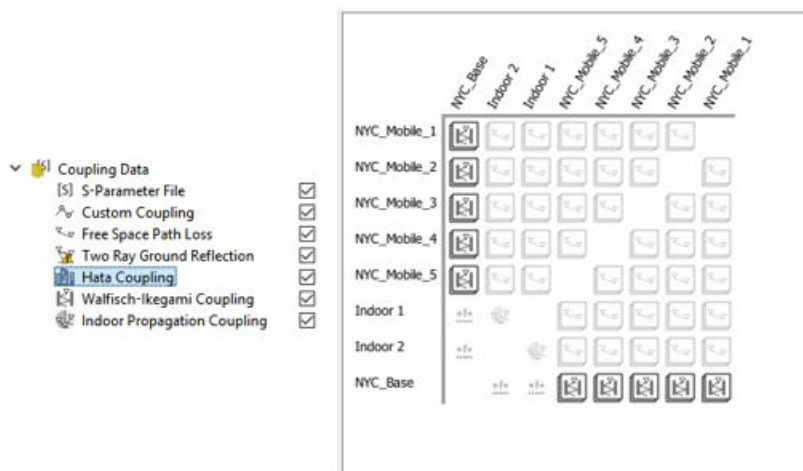 Coupling Data
[S] S-Parameter File
Custom Coupling
Free Space Path Loss
Two Ray Ground Reflection
Hata Coupling
Walfisch-Ikegami Coupling
Indoor Propagation Coupling
NYC_Base
Indoor 2
Indoor 1
NYC_Mobile_5
NYC_Mobile_4
NYC_Mobile_3
NYC_Mobile_2
NYC_Mobile_1
NYC_Mobile_1
NYC_Mobile_2
NYC_Mobile_3
NYC_Mobile_4
NYC_Mobile_5
Indoor 1
Indoor 2
NYC_Base